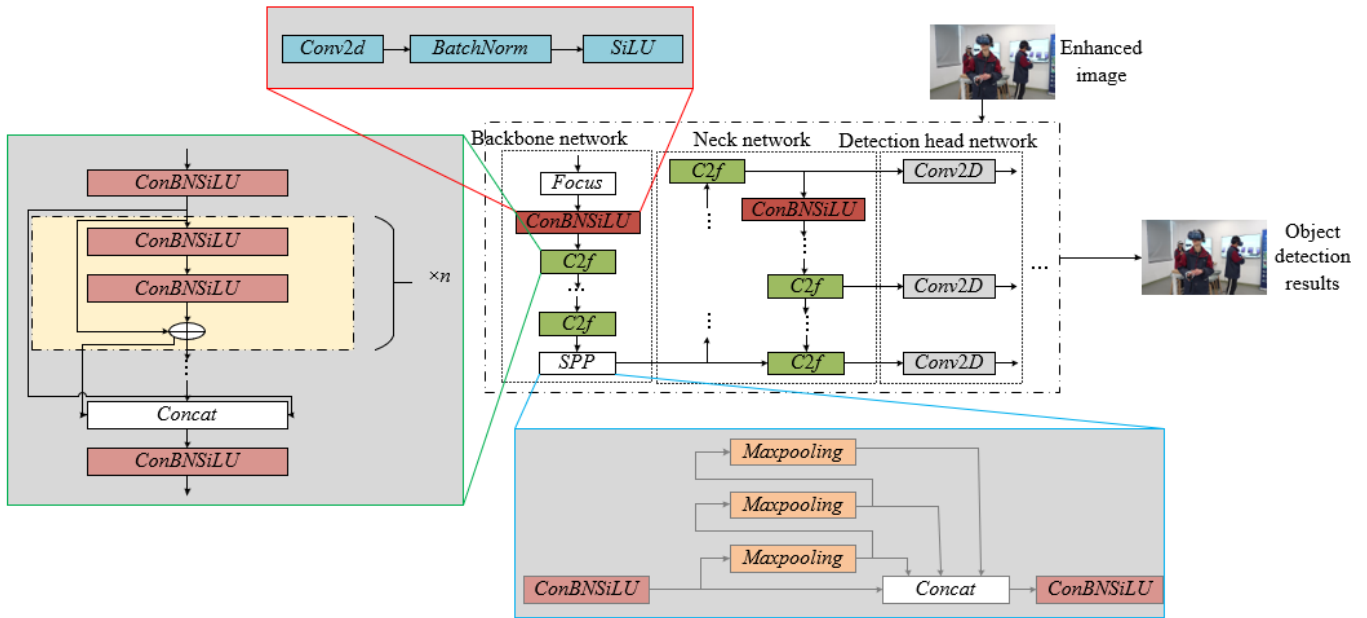 Conv2d
BatchNorm
SiLU
Enhanced
image
Backbone network
Neck network
Detection head network
Focus
ConBNSiLU
C2f
...
C2f
SPP
C2f
ConBNSiLU
C2f
C2f
Conv2D
Conv2D
Conv2D
...
Object
detection
results
ConBNSiLU
ConBNSiLU
ConBNSiLU
×n
Concat
ConBNSiLU
Maxpooling
Maxpooling
Maxpooling
ConBNSiLU
Concat
ConBNSiLU